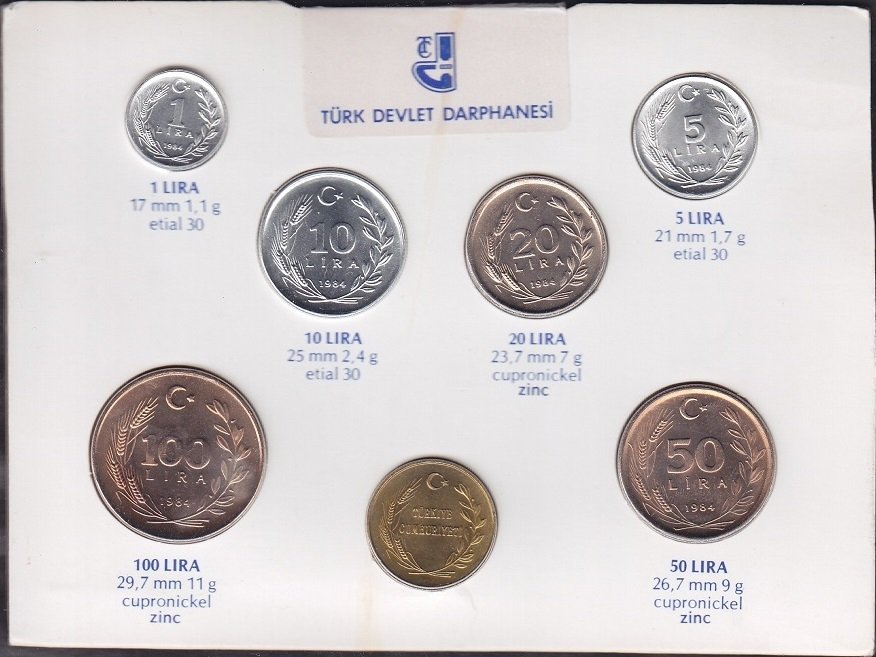 TC
TÜRK DEVLET DARPHANESİ
1
LİRA
1984
1 LIRA
17 mm 1,1 g
etial 30
5
LİRA
1984
5 LIRA
21 mm 1,7 g
etial 30
10
LİRA
1984
10 LIRA
25 mm 2,4 g
etial 30
20
LİRA
1984
20 LIRA
23,7 mm 7 g
cupronickel
zinc
100
LİRA
1984
100 LIRA
29,7 mm 11 g
cupronickel
zinc
TÜRKİYE
CUMHURİYETİ
50
LİRA
1984
50 LIRA
26,7 mm 9 g
cupronickel
zinc